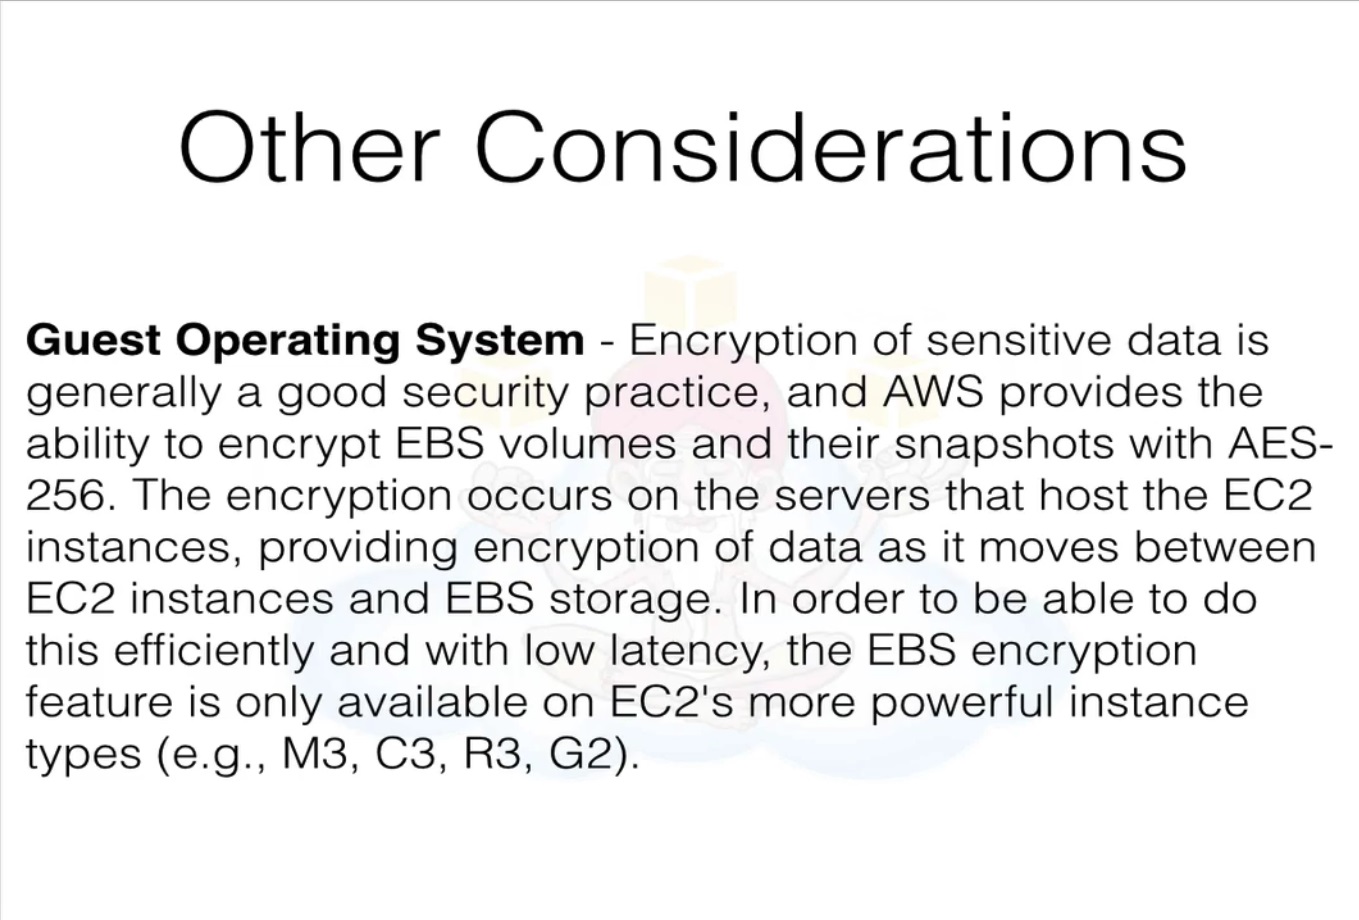 Other Considerations
Guest Operating System - Encryption of sensitive data is
generally a good security practice, and AWS provides the
ability to encrypt EBS volumes and their snapshots with AES-
256. The encryption occurs on the servers that host the EC2
instances, providing encryption of data as it moves between
EC2 instances and EBS storage. In order to be able to do
this efficiently and with low latency, the EBS encryption
feature is only available on EC2's more powerful instance
types (e.g., M3, C3, R3, G2).